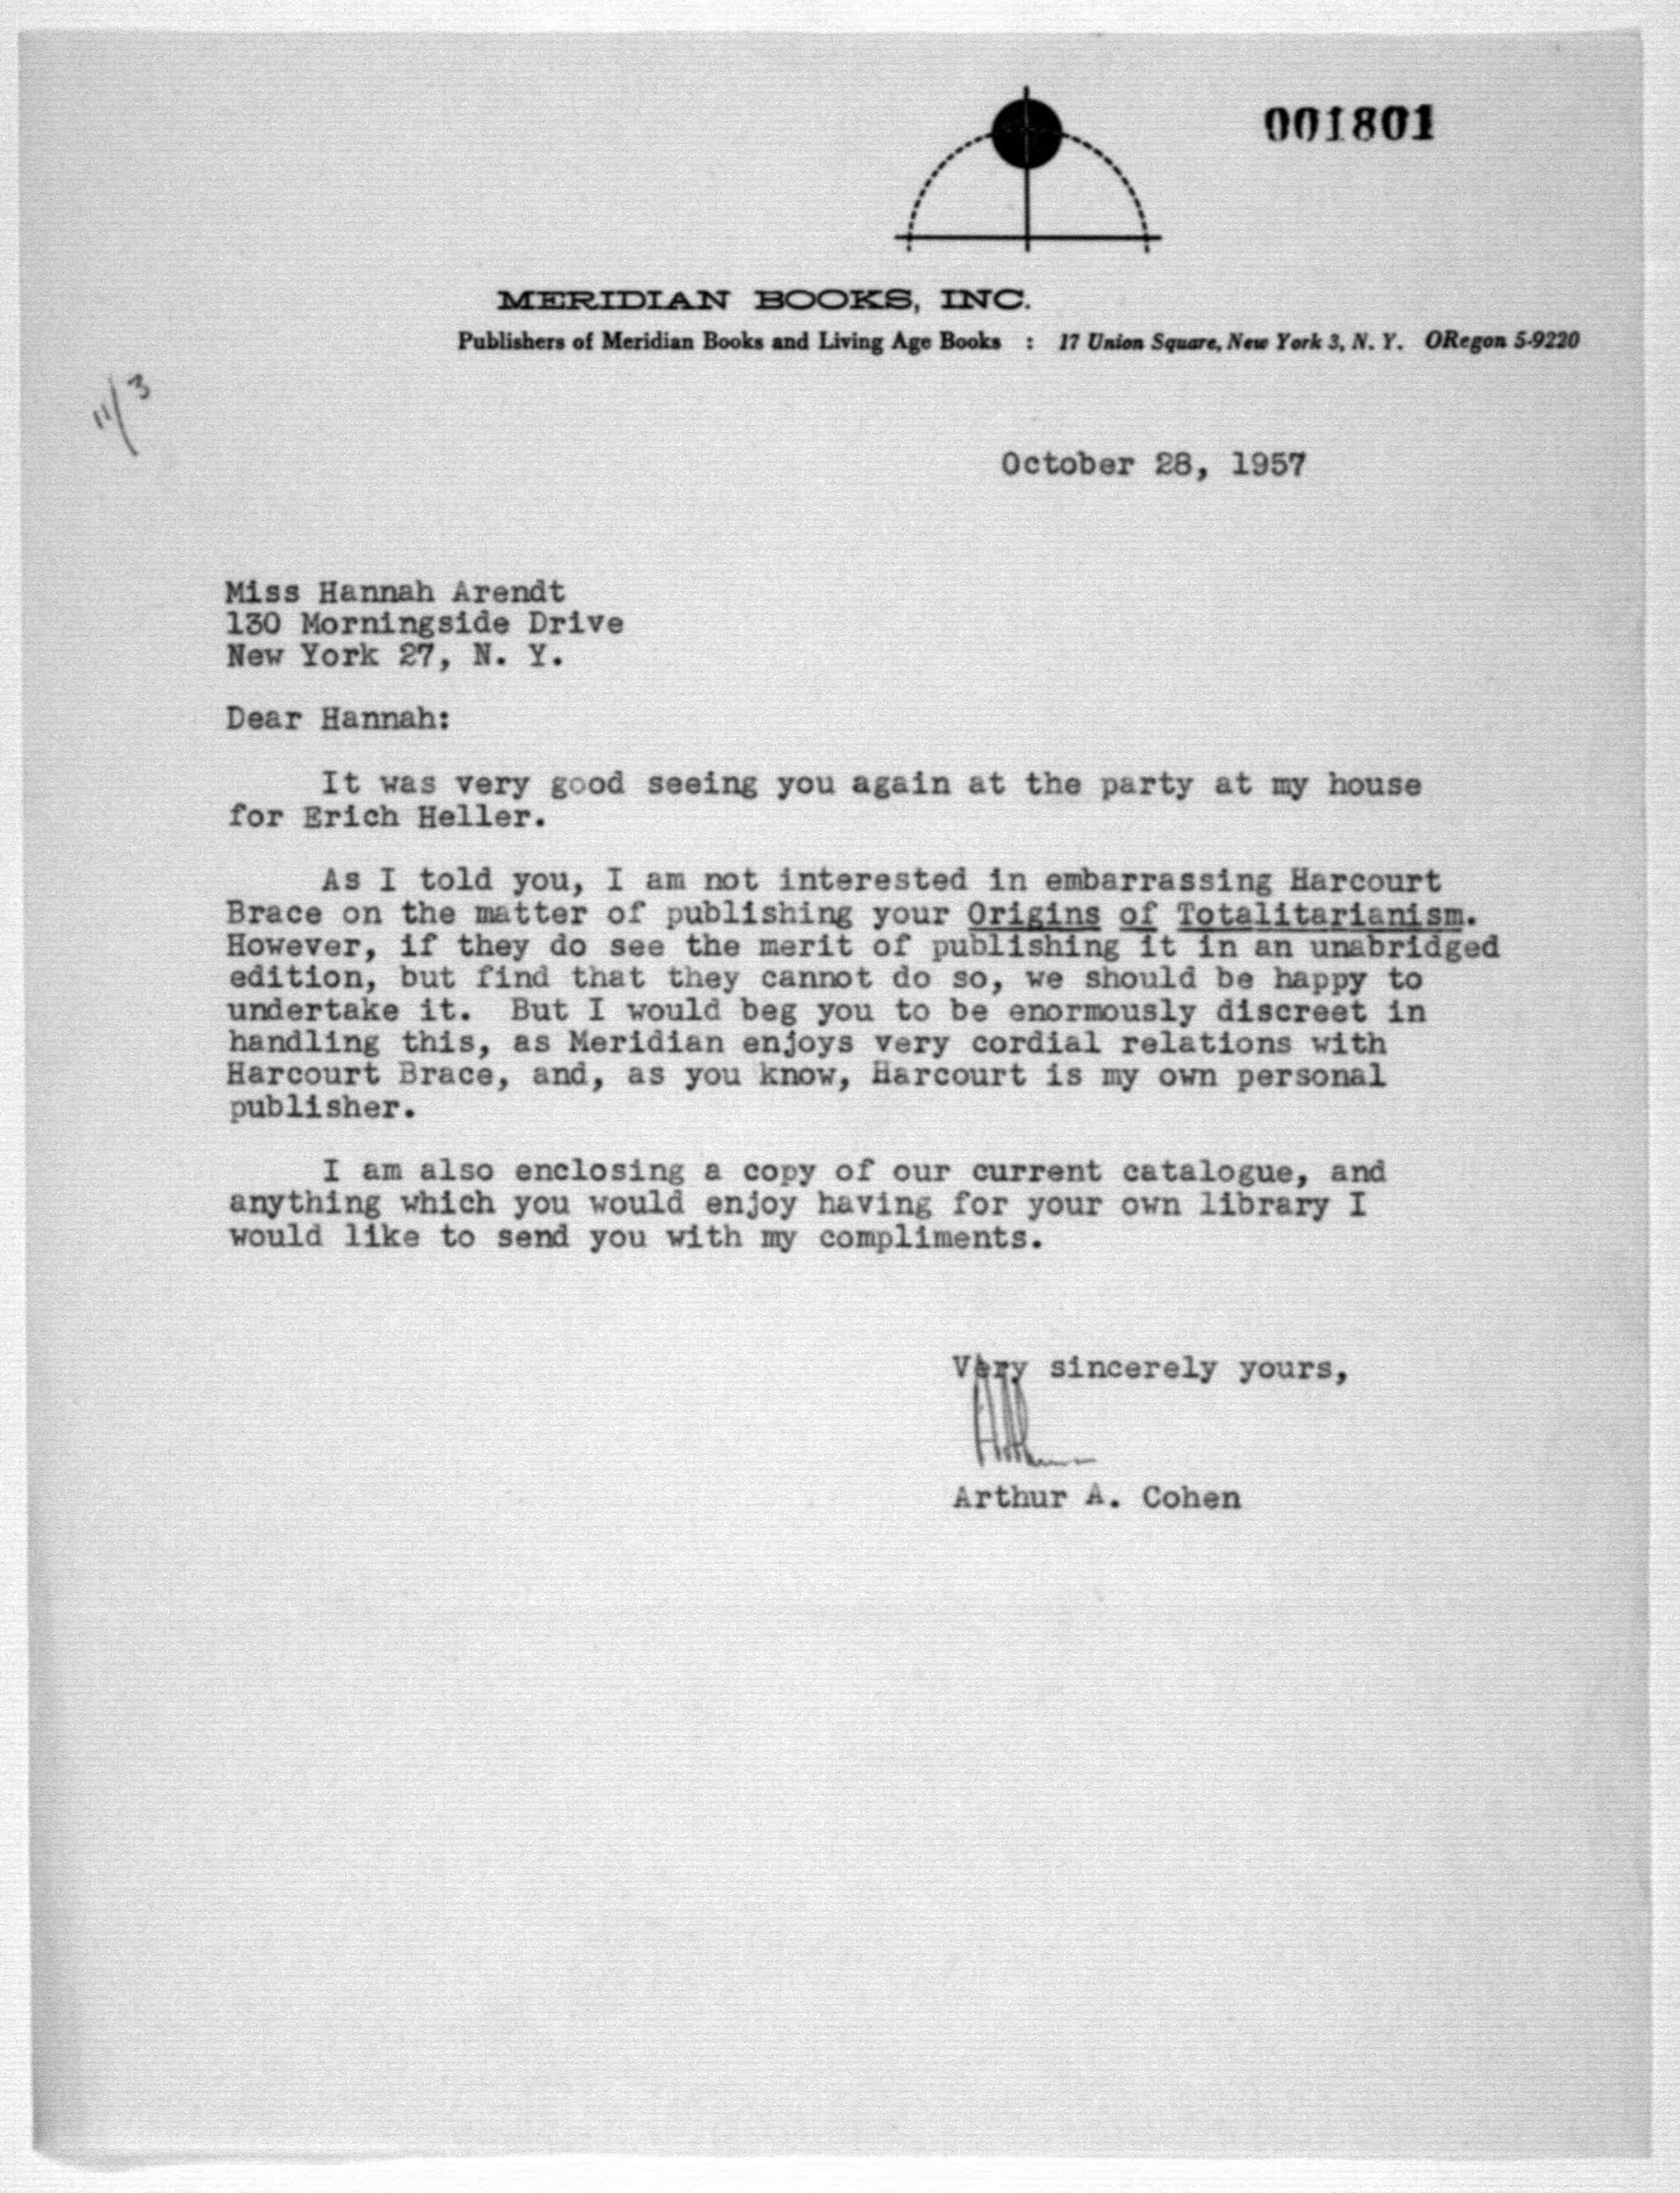 001801
MERIDIAN BOOKS, INC.
Publishers of Meridian Books and Living Age Books : 17 Union Square, New York 3, N. Y. ORegon 5-9220
11/3
October 28, 1957
Miss Hannah Arendt
130 Morningside Drive
New York 27, N. Y.
Dear Hannah:
It was very good seeing you again at the party at my house
for Erich Heller.
As I told you, I am not interested in embarrassing Harcourt
Brace on the matter of publishing your Origins of Totalitarianism.
However, if they do see the merit of publishing it in an unabridged
edition, but find that they cannot do so, we should be happy to
undertake it. But I would beg you to be enormously discreet in
handling this, as Meridian enjoys very cordial relations with
Harcourt Brace, and, as you know, Harcourt is my own personal
publisher.
I am also enclosing a copy of our current catalogue, and
anything which you would enjoy having for your own library I
would like to send you with my compliments.
Very sincerely yours,
Arthur
Arthur A. Cohen